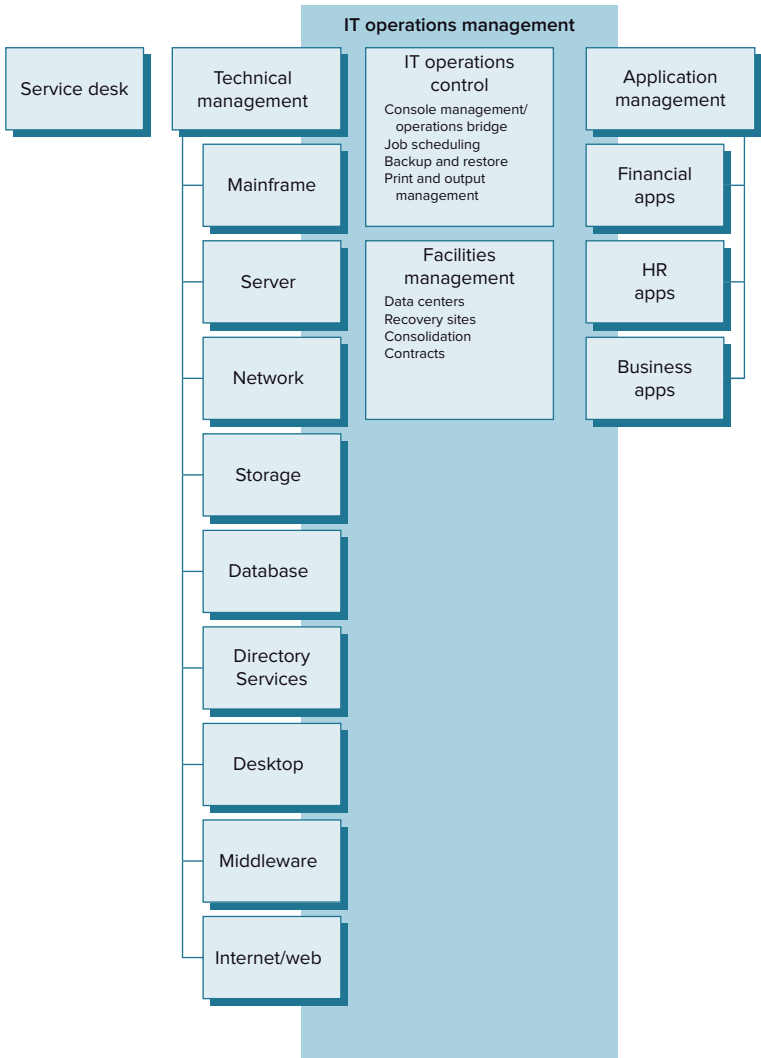 IT operations management
Service desk
Technical
management
Mainframe
Server
Network
Storage
Database
Directory
Services
Desktop
Middleware
Internet/web
IT operations
control
Console management/
operations bridge
Job scheduling
Backup and restore
Print and output
management
Facilities
management
Data centers
Recovery sites
Consolidation
Contracts
Application
management
Financial
apps
HR
apps
Business
apps